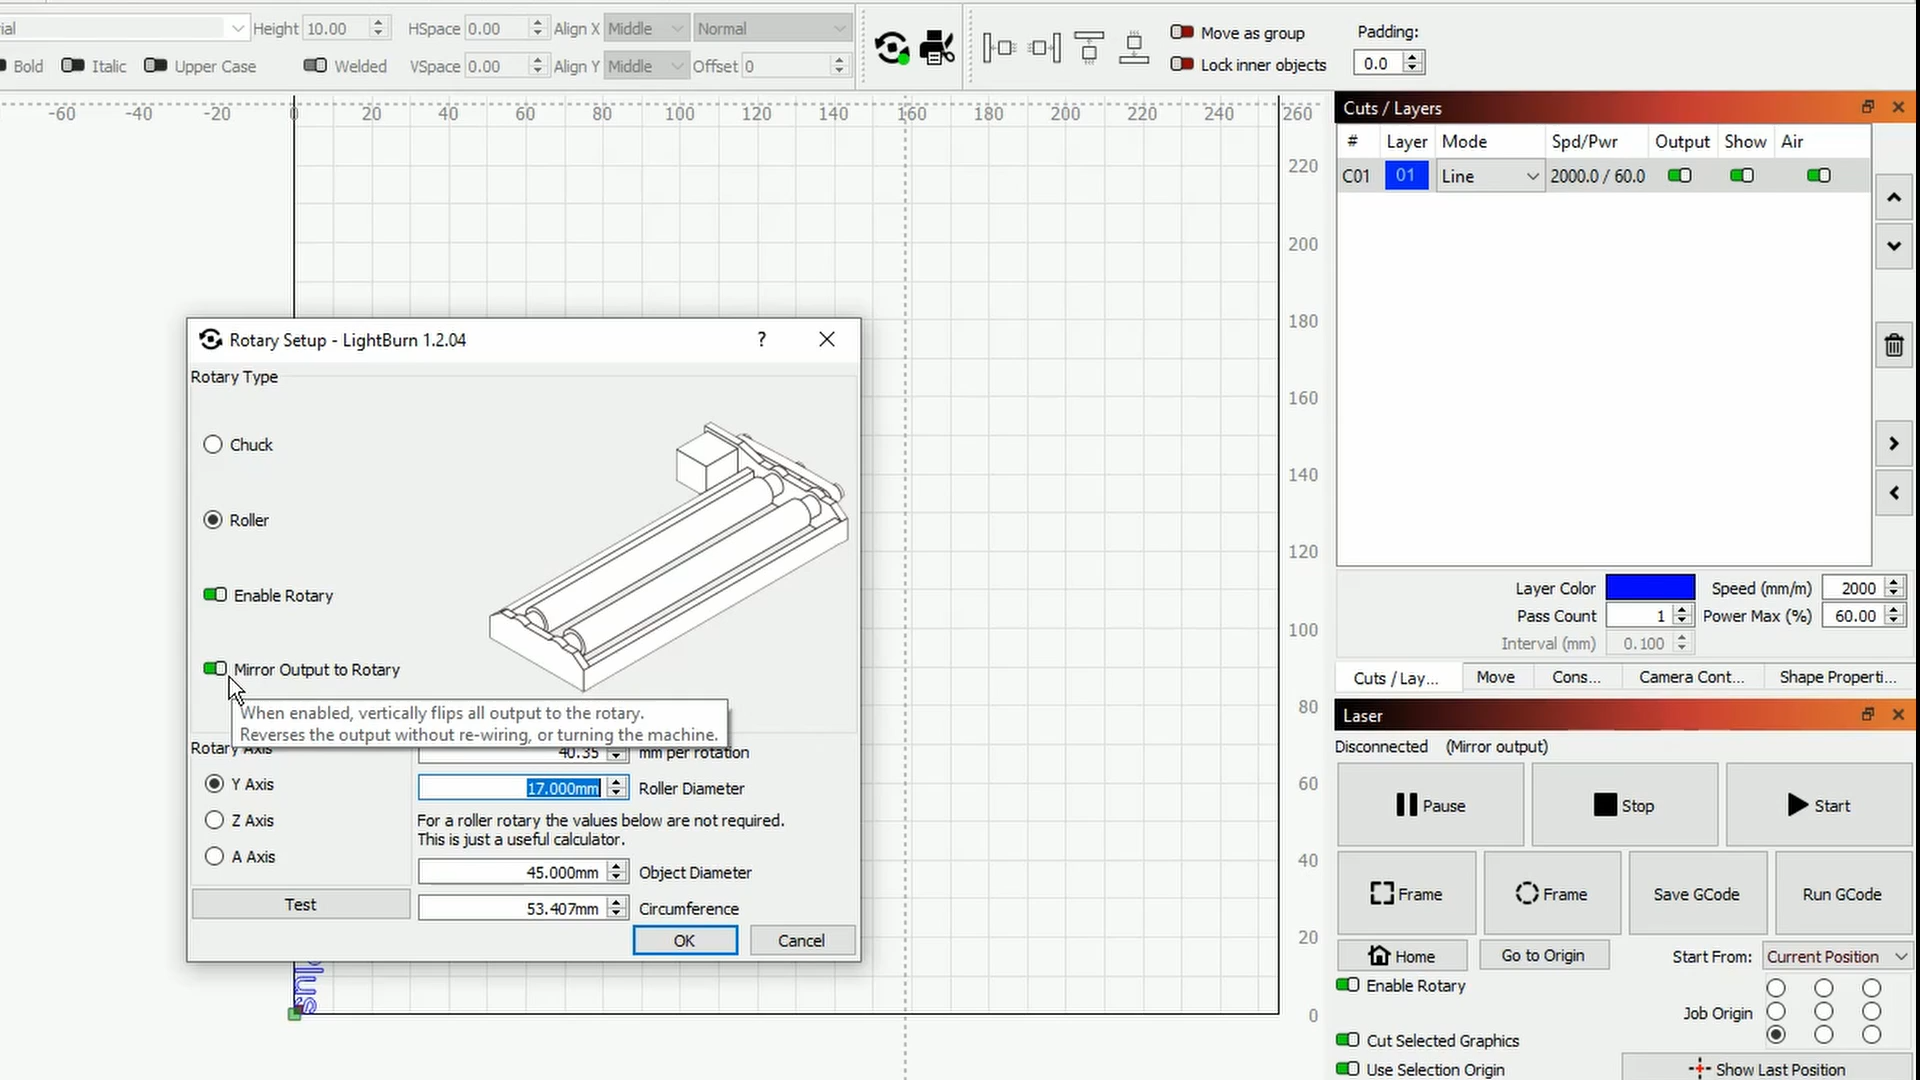 ial
Height 10.00
HSpace 0.00
Align X Middle
Normal
Bold
Italic
Upper Case
Welded
VSpace 0.00
Align Y Middle
Offset 0
Move as group
Lock inner objects
Padding:
0.0
-60 -40 -20 0 20 40 60 80 100 120 140 160 180 200 220 240 260
220
200
180
160
140
120
100
80
60
40
20
0
Rotary Setup - LightBurn 1.2.04
?
Rotary Type
Chuck
Roller
Enable Rotary
Mirror Output to Rotary
When enabled, vertically flips all output to the rotary.
Reverses the output without re-wiring, or turning the machine.
Rotary Axis
40.35 mm per rotation
Y Axis
17.000mm Roller Diameter
Z Axis
For a roller rotary the values below are not required.
This is just a useful calculator.
A Axis
45.000mm Object Diameter
Test
53.407mm Circumference
OK
Cancel
Cuts / Layers
# Layer Mode Spd/Pwr Output Show Air
C01 01 Line 2000.0 / 60.0
Layer Color
Speed (mm/m) 2000
Pass Count 1
Power Max (%) 60.00
Interval (mm) 0.100
Cuts / Lay...
Move
Cons...
Camera Cont...
Shape Properti...
Laser
Disconnected (Mirror output)
Pause
Stop
Start
Frame
Frame
Save GCode
Run GCode
Home
Go to Origin
Start From: Current Position
Enable Rotary
Job Origin
Cut Selected Graphics
Use Selection Origin
Show Last Position